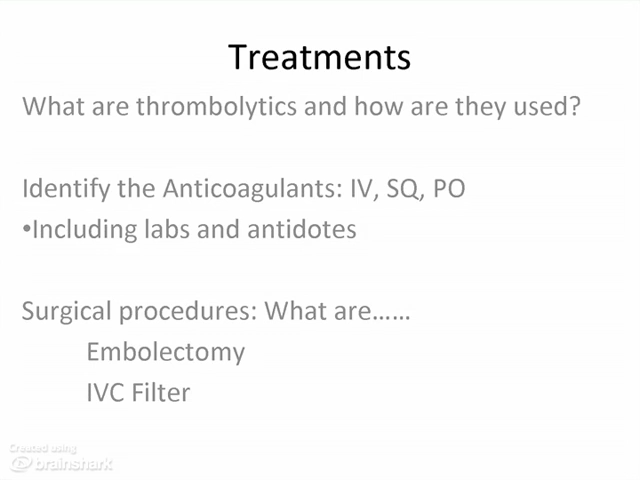 Treatments
What are thrombolytics and how are they used?
Identify the Anticoagulants: IV, SQ, PO
•Including labs and antidotes
Surgical procedures: What are……
Embolectomy
IVC Filter
Created using
brainshark